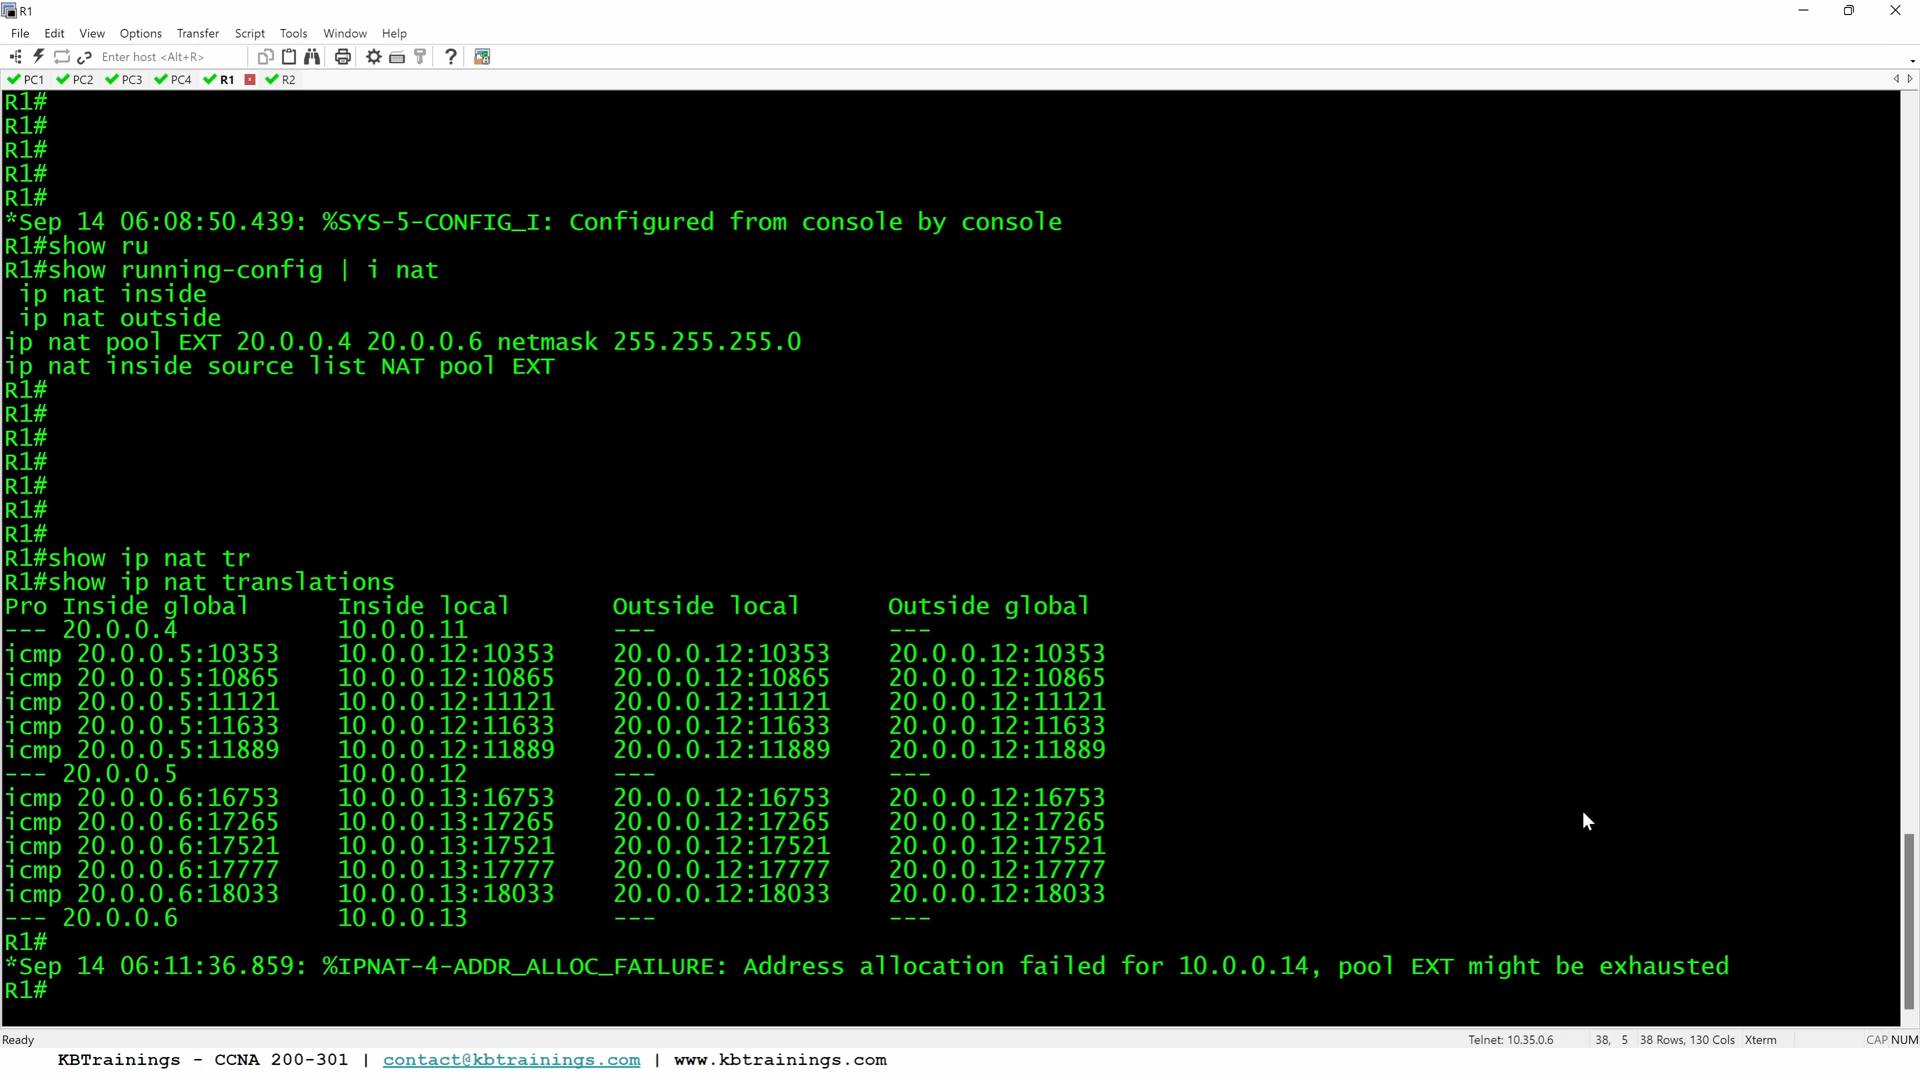 R1
File Edit View Options Transfer Script Tools Window Help
Enter host <Alt+R>
PC1 PC2 PC3 PC4 R1 R2
R1#
R1#
R1#
R1#
R1#
*Sep 14 06:08:50.439: %SYS-5-CONFIG_I: Configured from console by console
R1#show ru
R1#show running-config | i nat
 ip nat inside
 ip nat outside
ip nat pool EXT 20.0.0.4 20.0.0.6 netmask 255.255.255.0
ip nat inside source list NAT pool EXT
R1#
R1#
R1#
R1#
R1#
R1#
R1#
R1#show ip nat tr
R1#show ip nat translations
Pro Inside global      Inside local       Outside local      Outside global
--- 20.0.0.4           10.0.0.11          ---                ---
icmp 20.0.0.5:10353    10.0.0.12:10353    20.0.0.12:10353    20.0.0.12:10353
icmp 20.0.0.5:10865    10.0.0.12:10865    20.0.0.12:10865    20.0.0.12:10865
icmp 20.0.0.5:11121    10.0.0.12:11121    20.0.0.12:11121    20.0.0.12:11121
icmp 20.0.0.5:11633    10.0.0.12:11633    20.0.0.12:11633    20.0.0.12:11633
icmp 20.0.0.5:11889    10.0.0.12:11889    20.0.0.12:11889    20.0.0.12:11889
--- 20.0.0.5           10.0.0.12          ---                ---
icmp 20.0.0.6:16753    10.0.0.13:16753    20.0.0.12:16753    20.0.0.12:16753
icmp 20.0.0.6:17265    10.0.0.13:17265    20.0.0.12:17265    20.0.0.12:17265
icmp 20.0.0.6:17521    10.0.0.13:17521    20.0.0.12:17521    20.0.0.12:17521
icmp 20.0.0.6:17777    10.0.0.13:17777    20.0.0.12:17777    20.0.0.12:17777
icmp 20.0.0.6:18033    10.0.0.13:18033    20.0.0.12:18033    20.0.0.12:18033
--- 20.0.0.6           10.0.0.13          ---                ---
R1#
*Sep 14 06:11:36.859: %IPNAT-4-ADDR_ALLOC_FAILURE: Address allocation failed for 10.0.0.14, pool EXT might be exhausted
R1#
Ready Telnet: 10.35.0.6 38, 5 38 Rows, 130 Cols Xterm CAP NUM
KBTrainings - CCNA 200-301 | contact@kbtrainings.com | www.kbtrainings.com